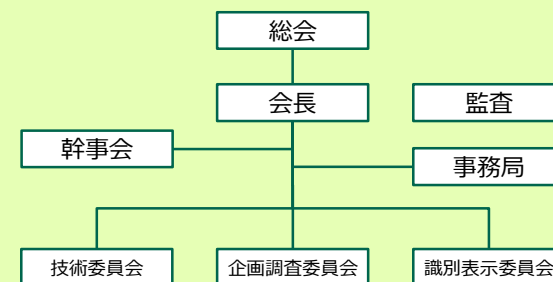 総会
会長
監査
幹事会
事務局
技術委員会
企画調査委員会
識別表示委員会